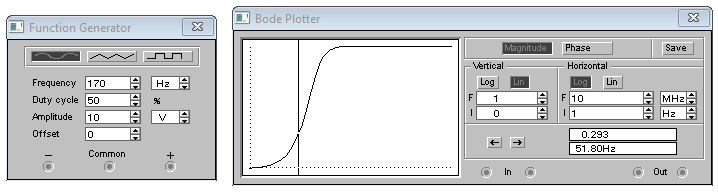 Function Generator
Frequency 170 Hz
Duty cycle 50 %
Amplitude 10 V
Offset 0
− Common +
Bode Plotter
Magnitude Phase Save
Vertical Horizontal
Log Lin Log Lin
F 1 F 10 MHz
I 0 I 1 Hz
← → 0.293
51.80Hz
In Out